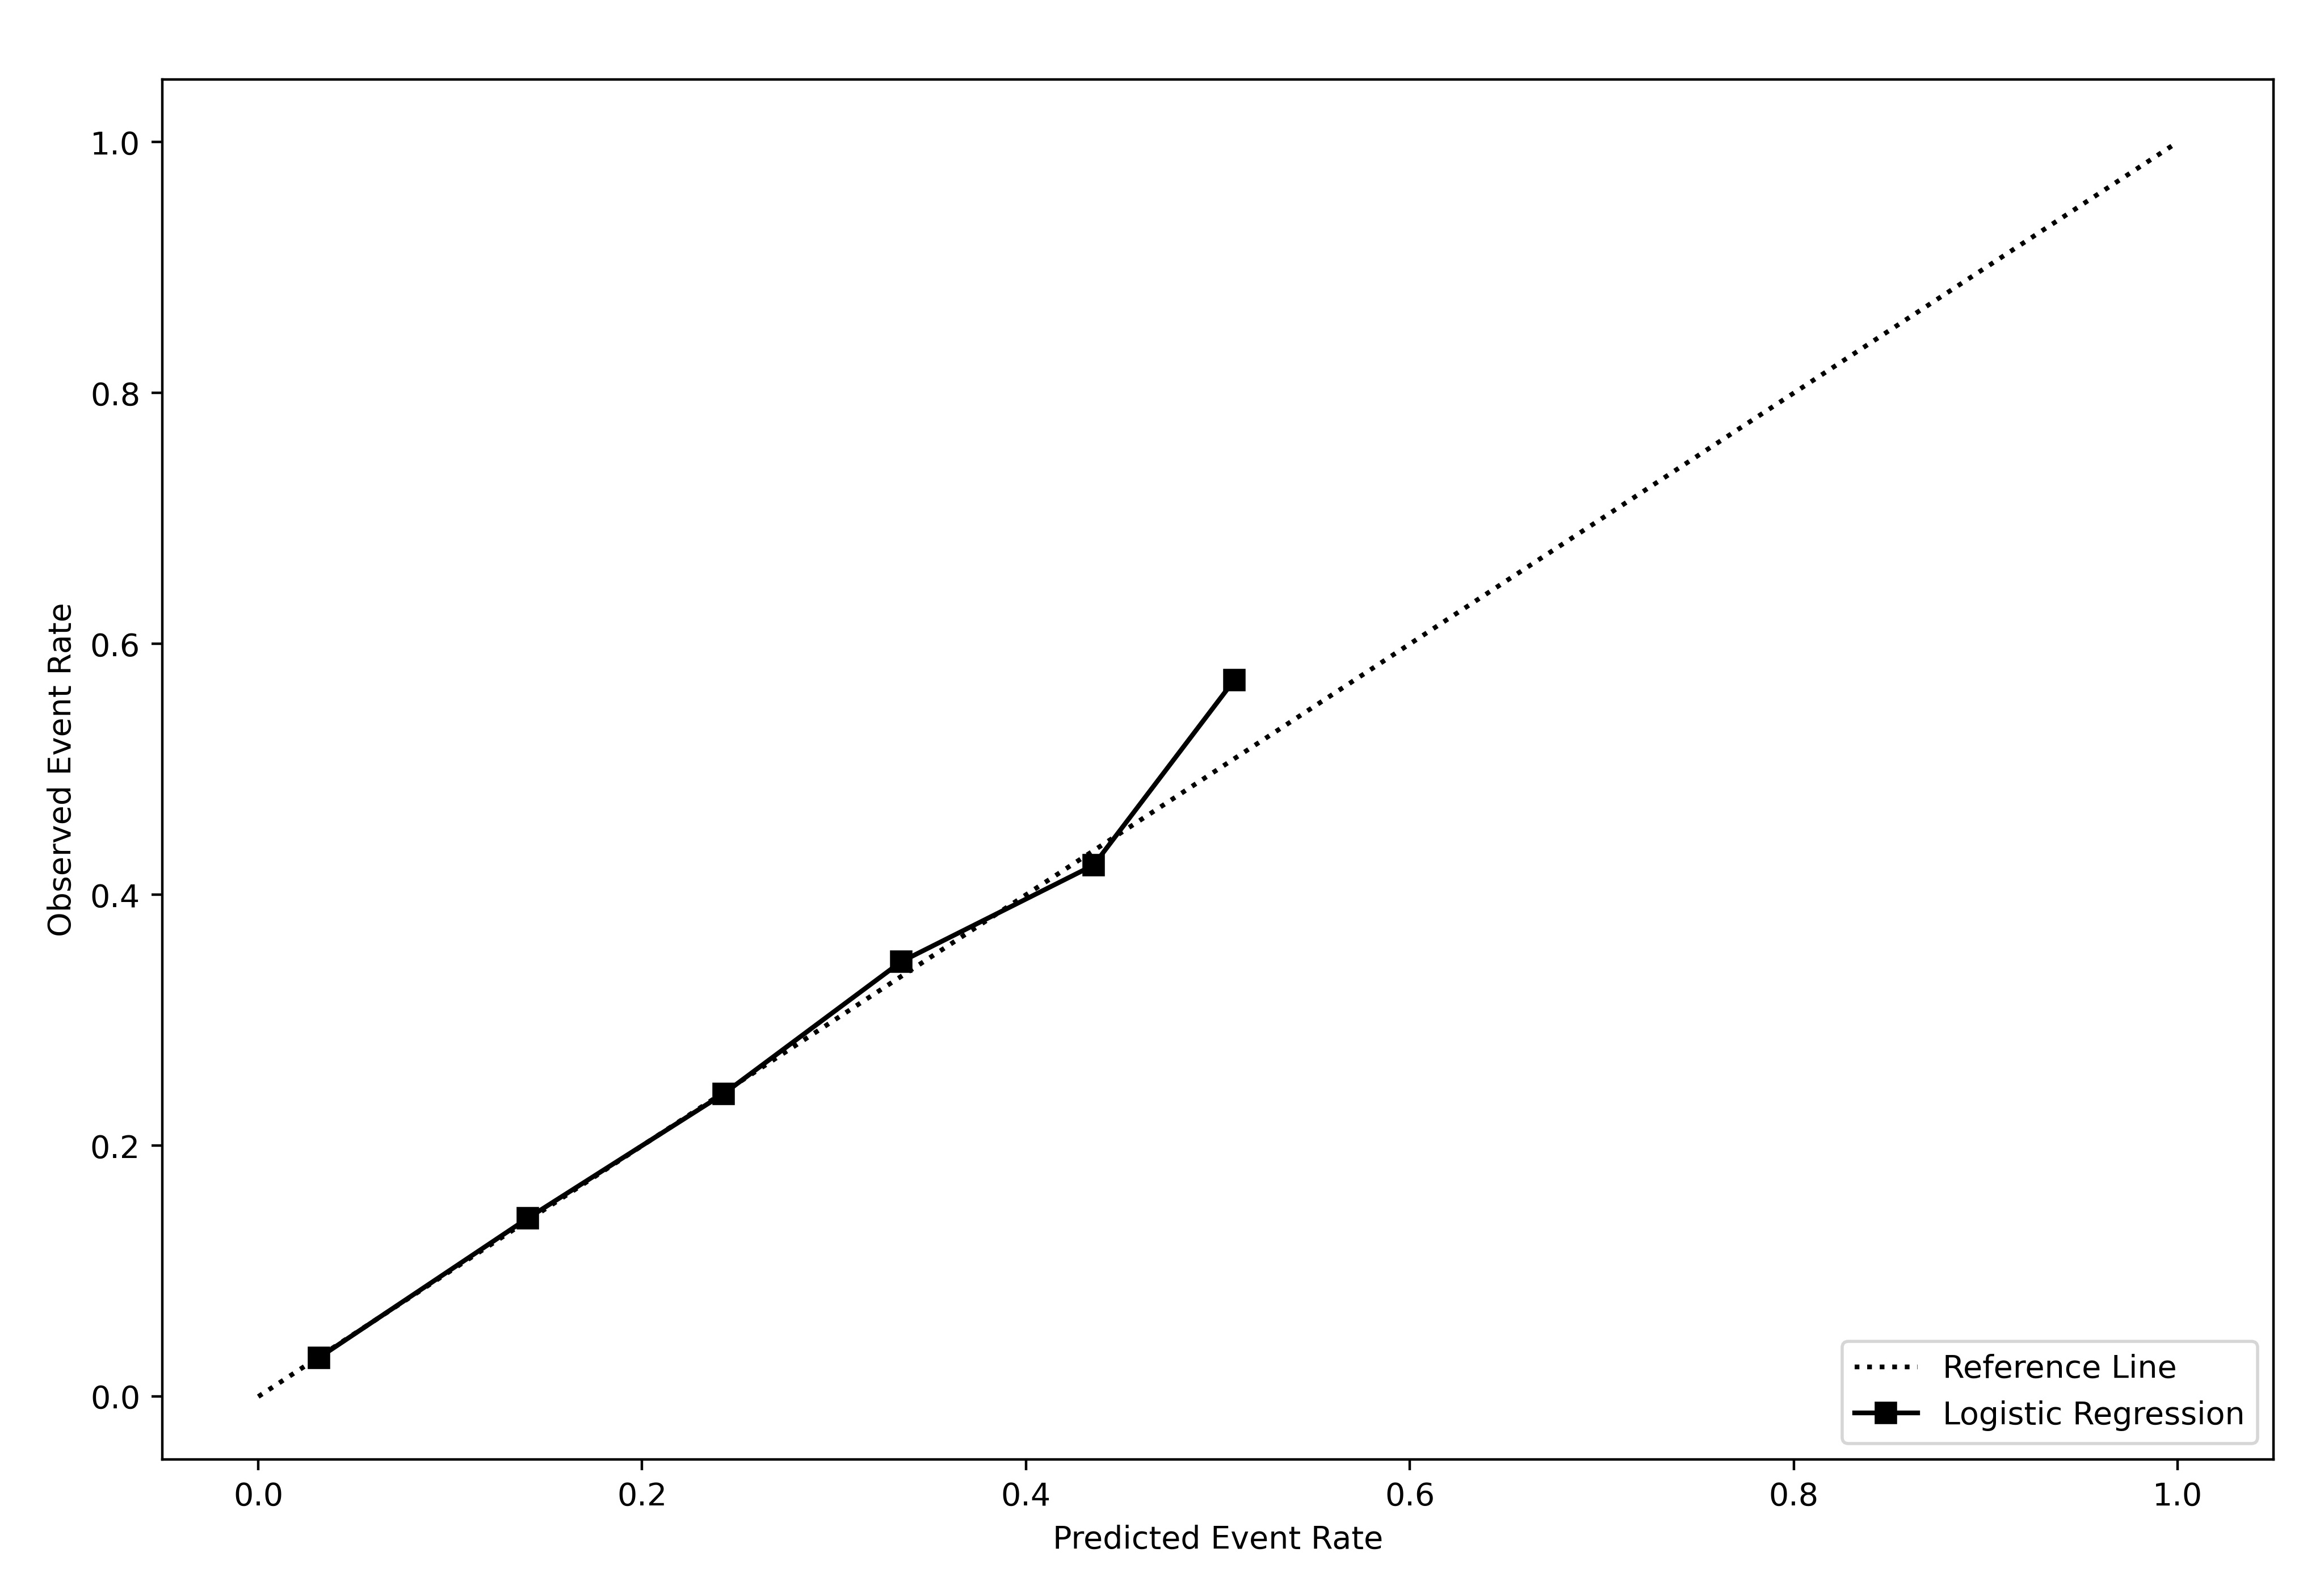 1.0
0.8
0.6
0.4
0.2
0.0
Observed Event Rate
0.0 0.2 0.4 0.6 0.8 1.0
Predicted Event Rate
Reference Line
Logistic Regression